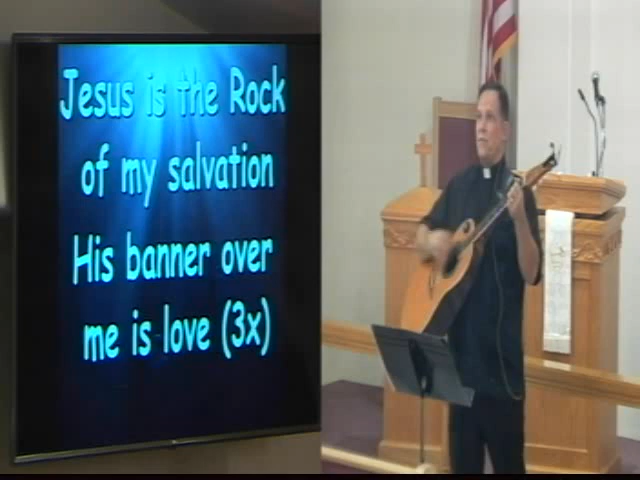 Jesus is the Rock
of my salvation
His banner over
me is love (3x)